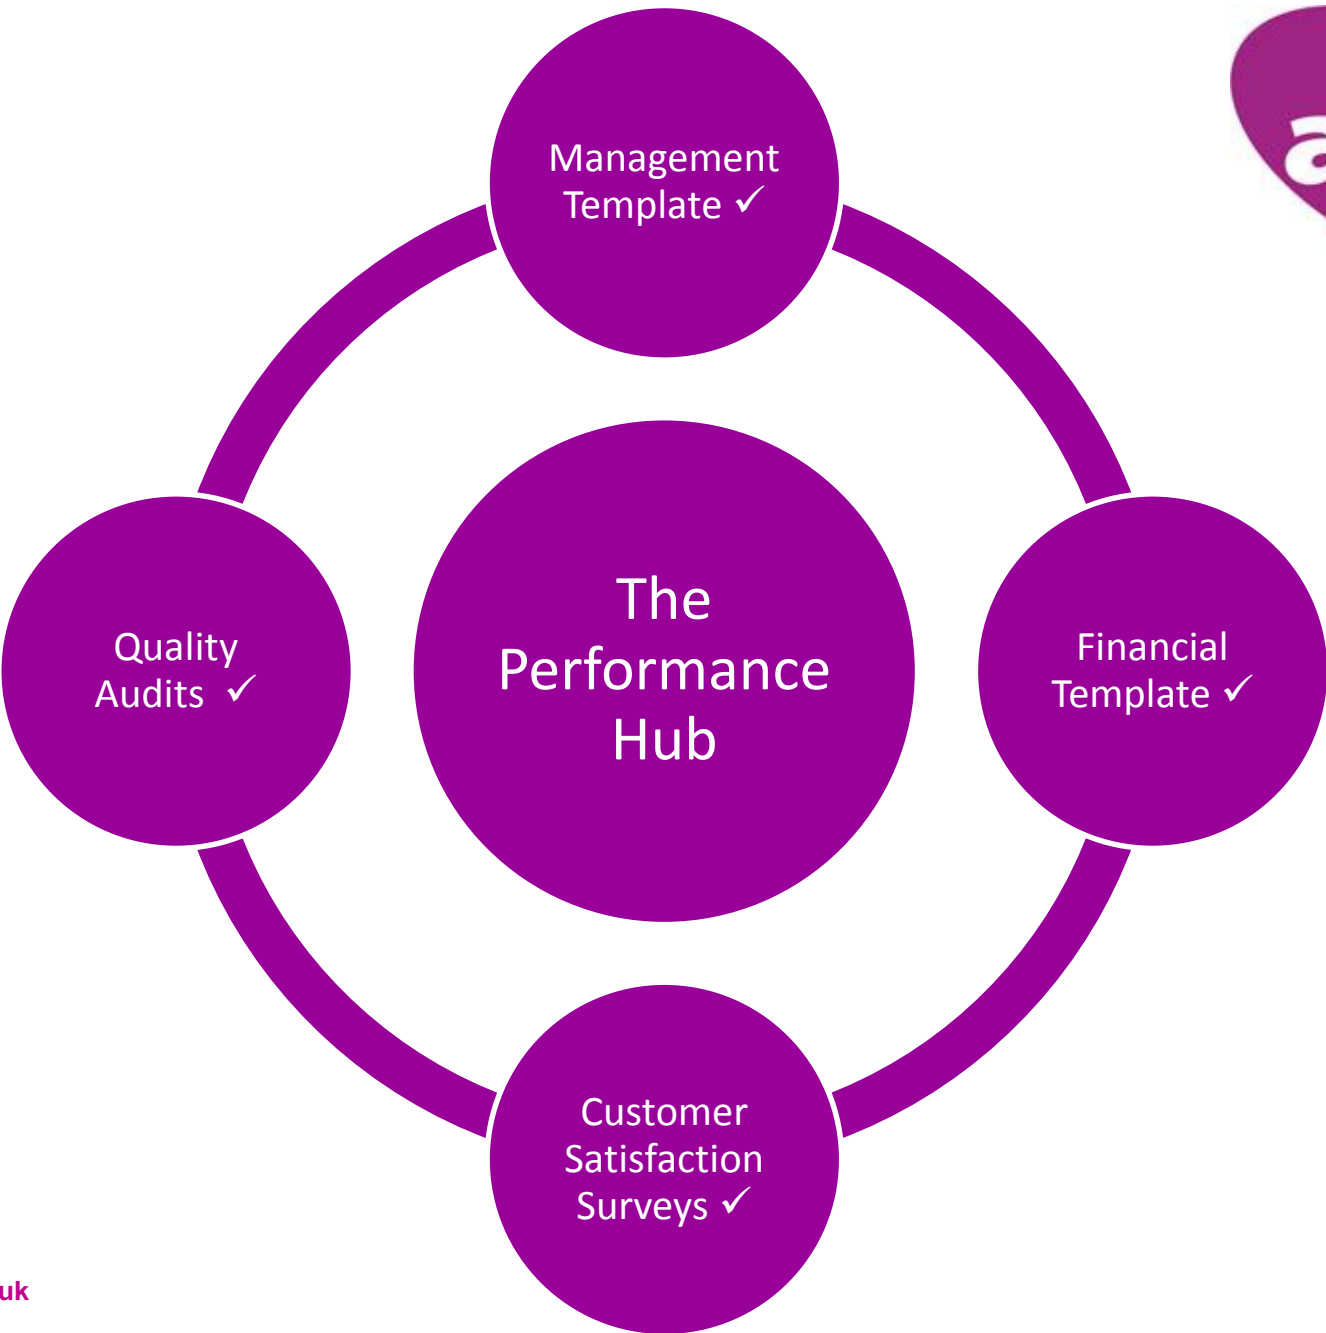 Management
Template ✓
a
The
Performance
Hub
Quality
Audits ✓
Financial
Template ✓
Customer
Satisfaction
Surveys ✓
uk